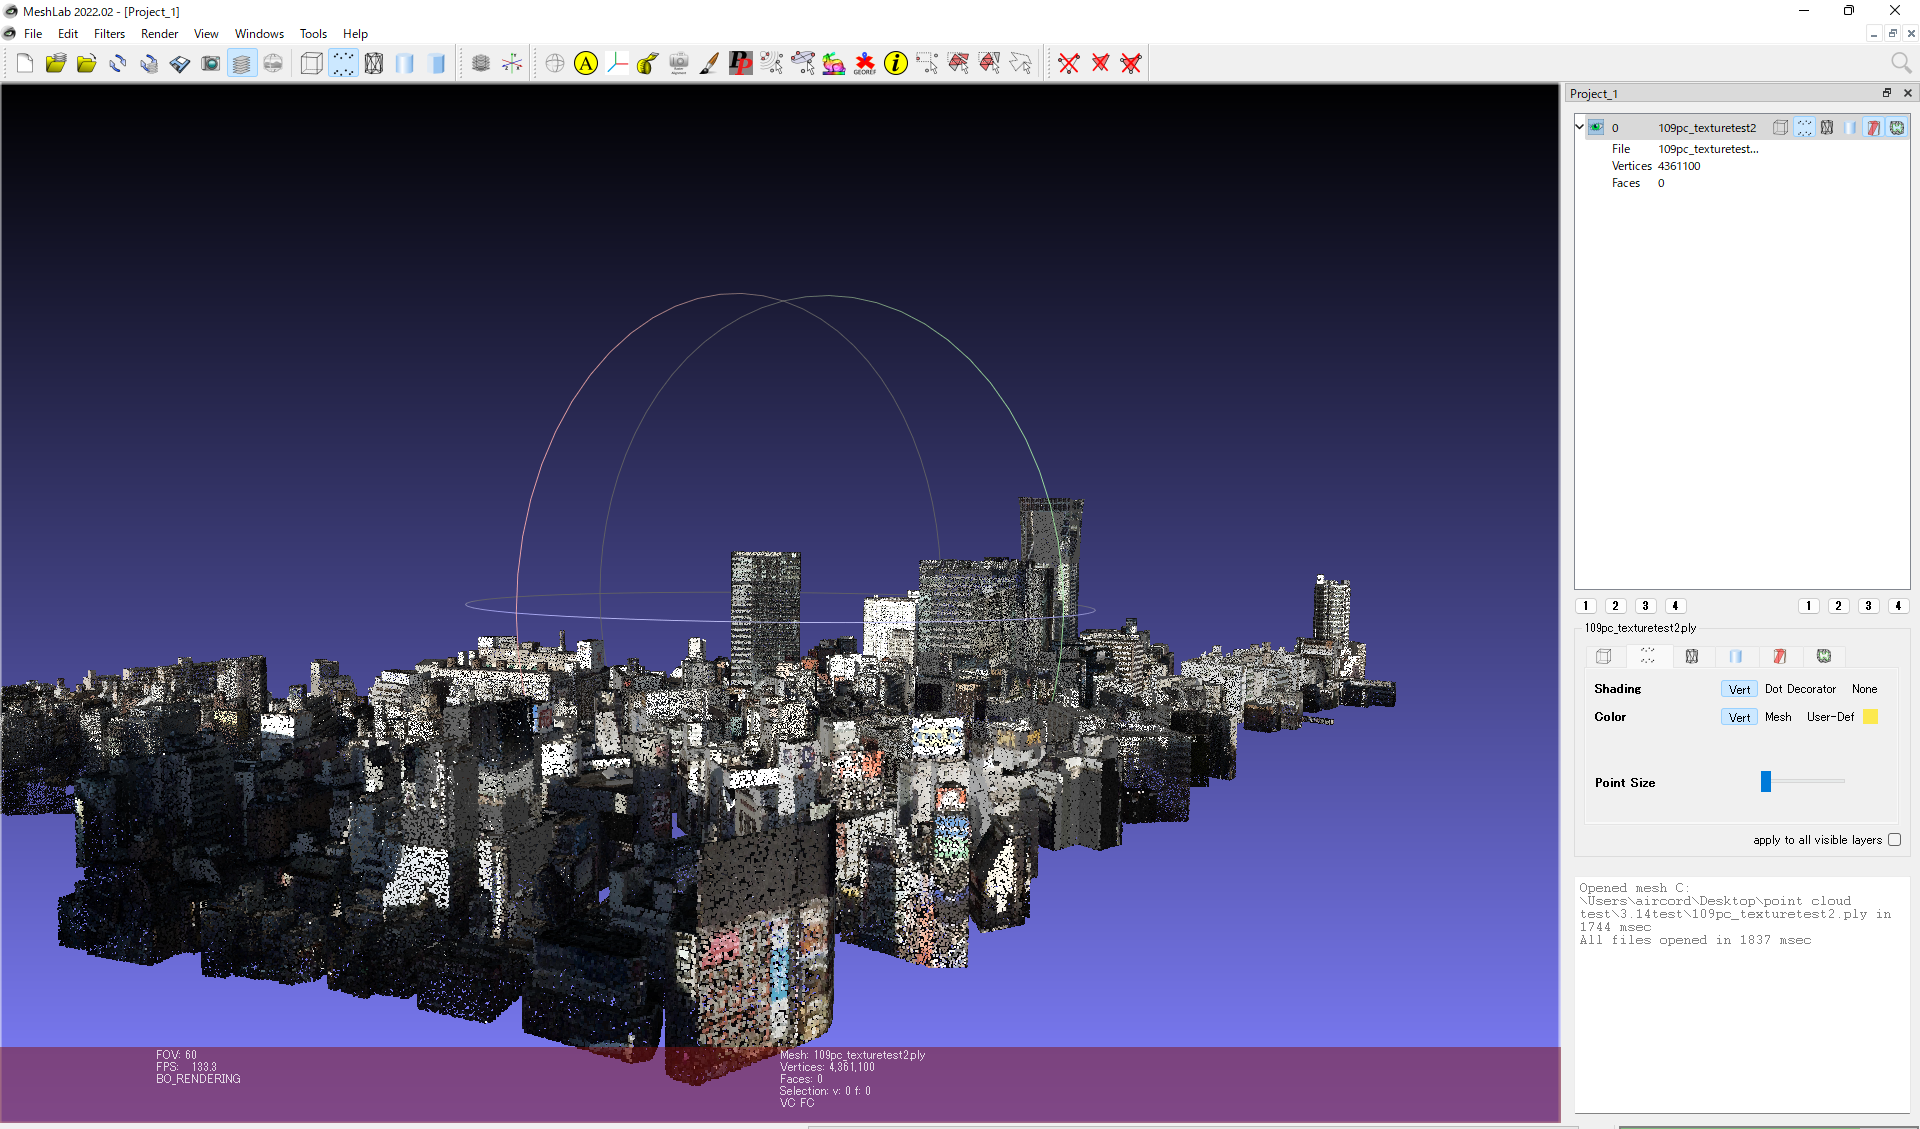 MeshLab 2022.02 - [Project_1]
File Edit Filters Render View Windows Tools Help
A
PP
GEOREF
i
Project_1
0 109pc_texturetest2
File 109pc_texturetest...
Vertices 4361100
Faces 0
1 2 3 4 1 2 3 4
109pc_texturetest2.ply
Shading Vert Dot Decorator None
Color Vert Mesh User-Def
Point Size
apply to all visible layers
Opened mesh C:
\Users\aircord\Desktop\point cloud
test\3.14test\109pc_texturetest2.ply in
1744 msec
All files opened in 1837 msec
FOV: 60
FPS: 133.3
BO_RENDERING
Mesh: 109pc_texturetest2.ply
Vertices: 4,361,100
Faces: 0
Selection: v: 0 f: 0
VC FC